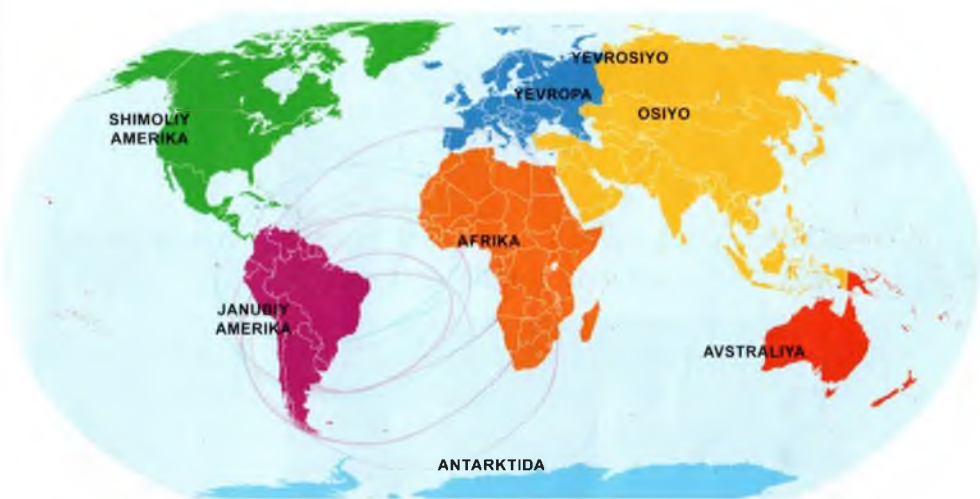 YEVROSIYO
YEVROPA
OSIYO
SHIMOLIY
AMERIKA
AFRIKA
JANUBIY
AMERIKA
AVSTRALIYA
ANTARKTIDA